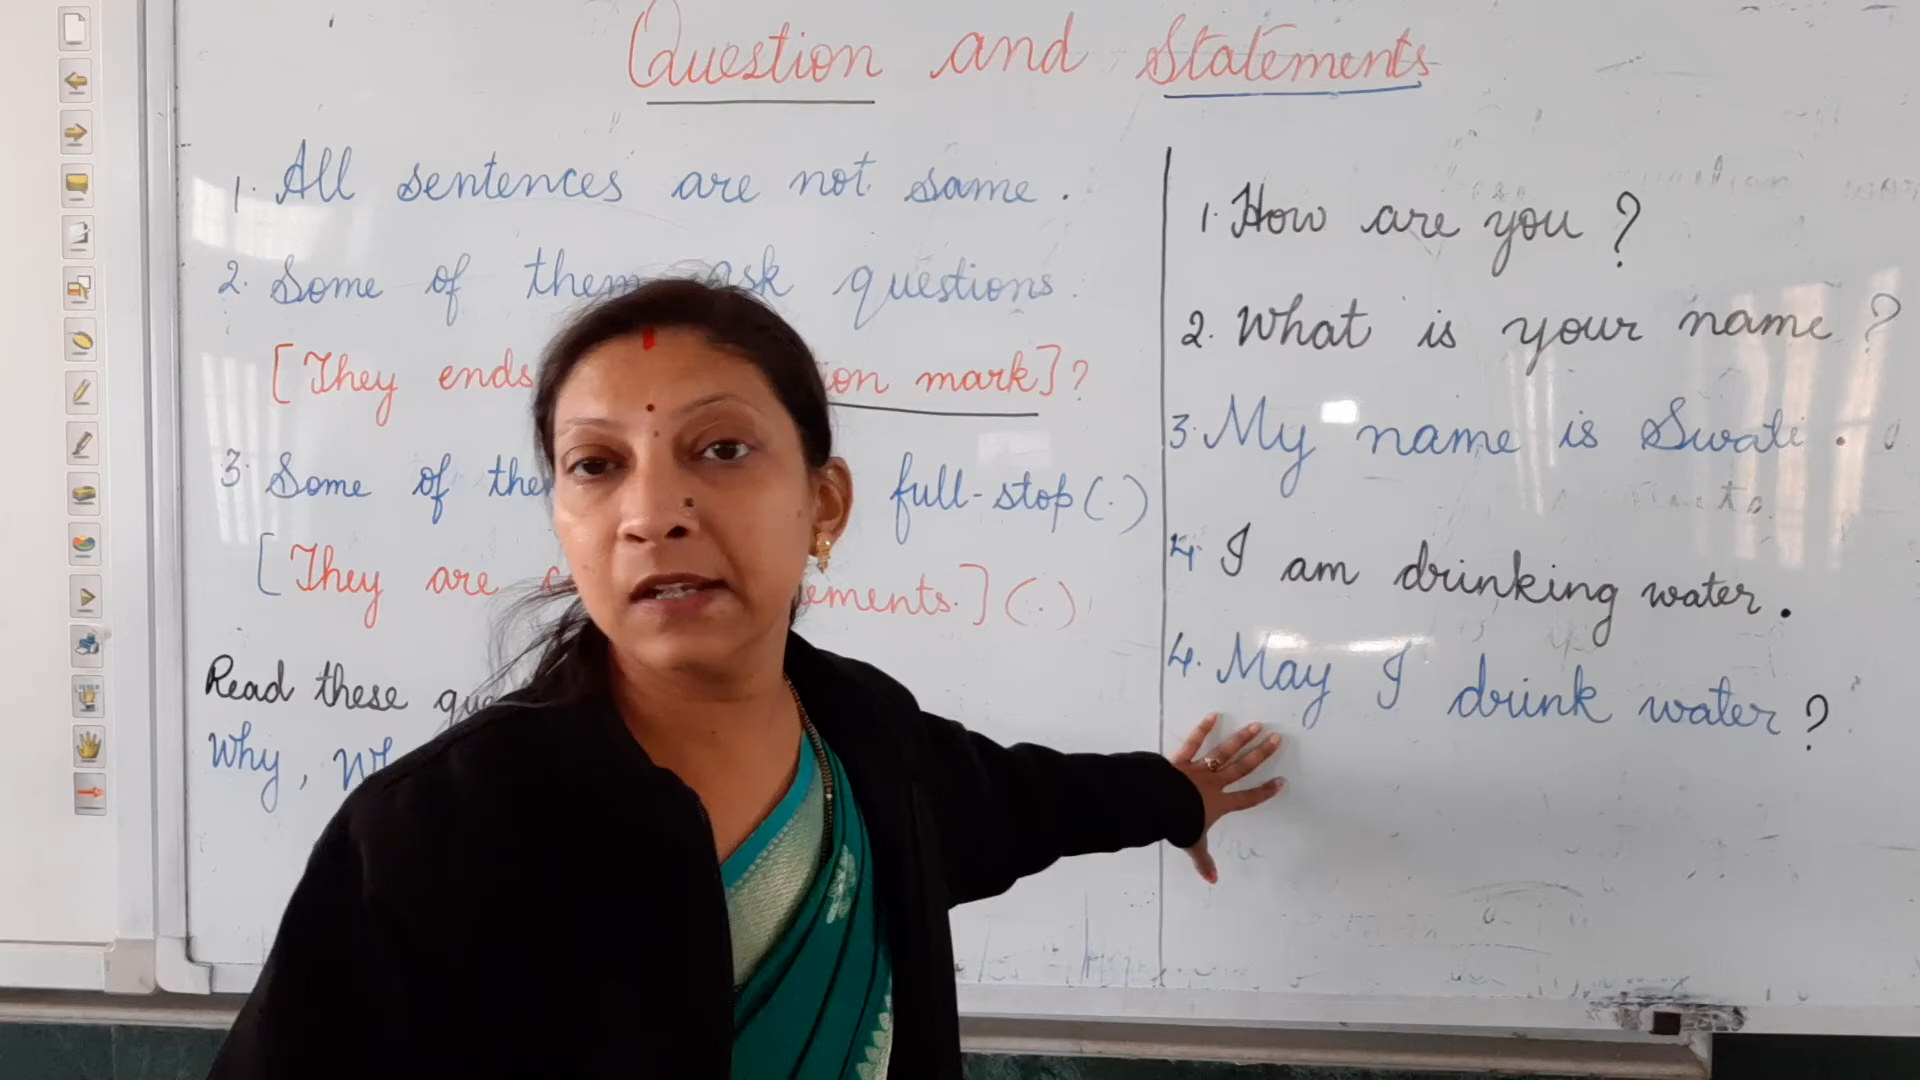 Question and Statements
1. All sentences are not same.
2. Some of them ask questions.
[They ends mark]?
3. Some of full-stop(.)
[They are ](.)
Read these
Why,
1. How are you?
2. What is your name?
3. My name is Swati.
4. I am drinking water.
4. May I drink water?